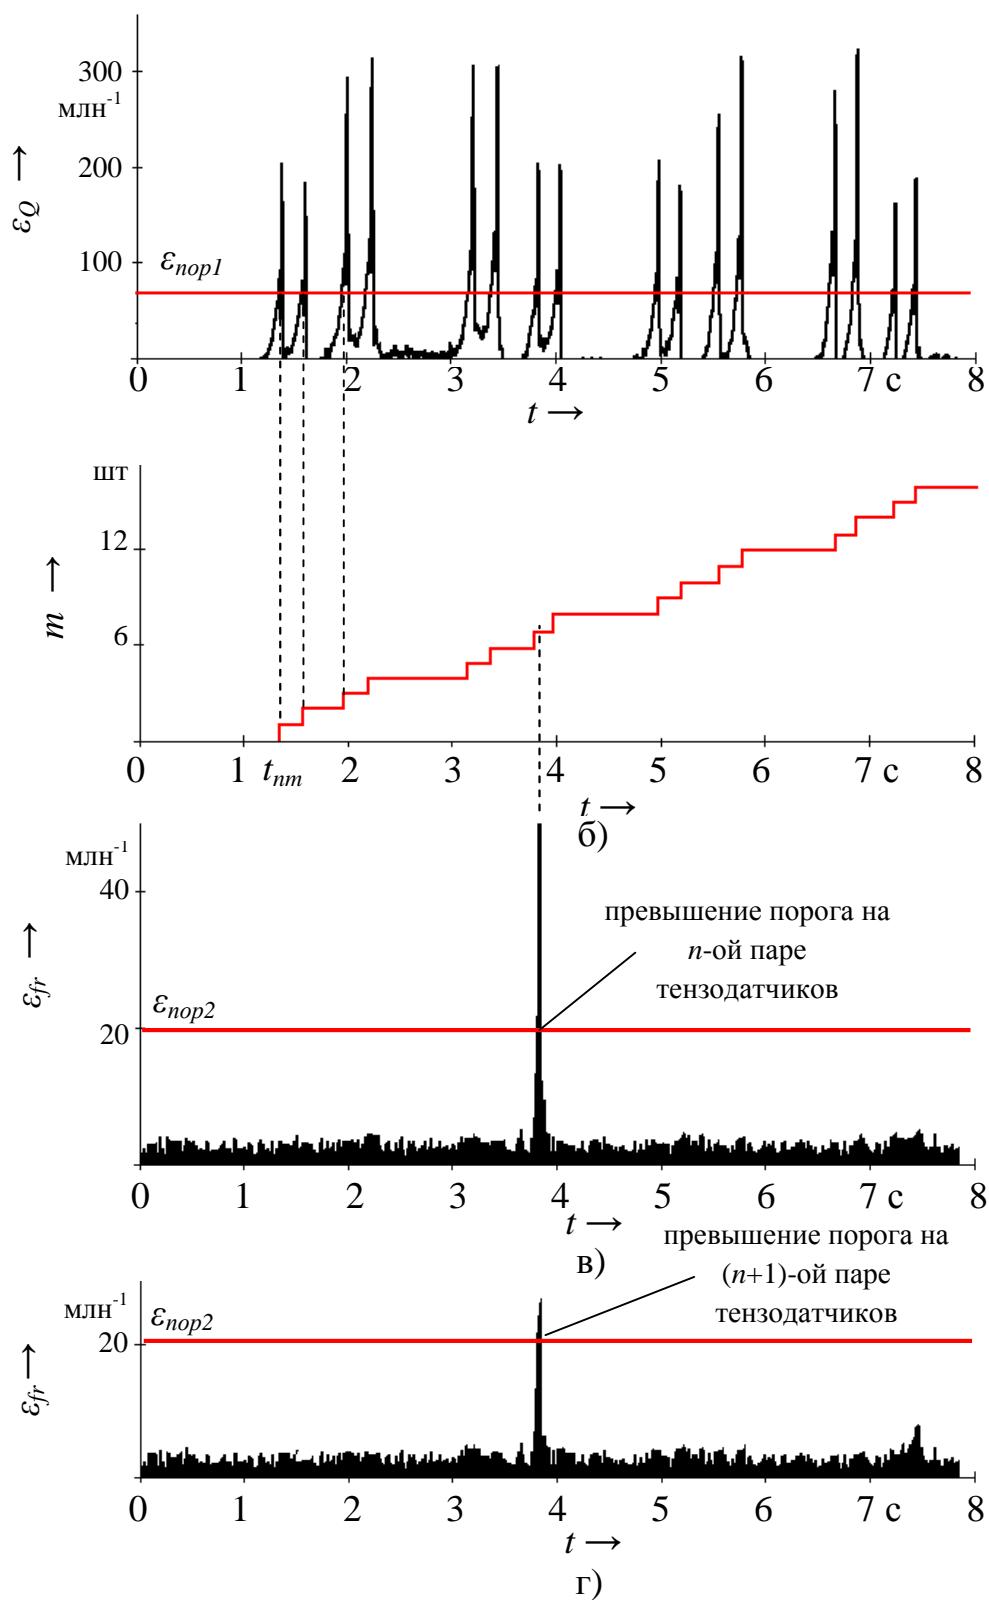 300
млн-1
200
εQ →
100
εпор1
0 1 2 3 4 5 6 7 с 8
t →
шт
12
m →
6
0 1 tnm 2 3 4 5 6 7 с 8
t →
б)
млн-1
40
превышение порога на
n-ой паре
тензодатчиков
εfr →
εпор2
20
0 1 2 3 4 5 6 7 с 8
t →
в)
превышение порога на
(n+1)-ой паре
тензодатчиков
млн-1
εпор2
20
εfr →
0 1 2 3 4 5 6 7 с 8
t →
г)